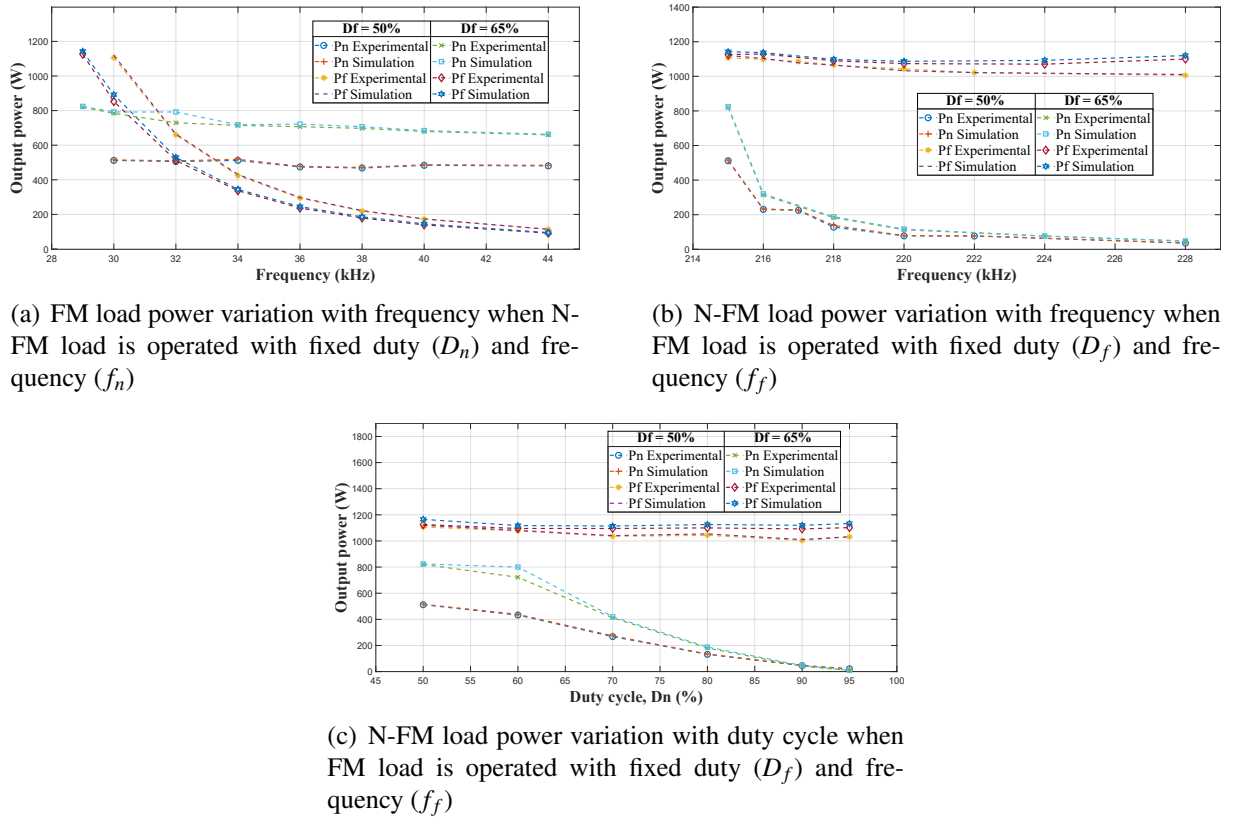 Df = 50% Df = 65%
Pn Experimental Pn Experimental
Pn Simulation Pn Simulation
Pf Experimental Pf Experimental
Pf Simulation Pf Simulation
Output power (W)
1200
1000
800
600
400
200
0
28 30 32 34 36 38 40 42 44
Frequency (kHz)
(a) FM load power variation with frequency when N-
FM load is operated with fixed duty (Dn) and fre-
quency (fn)
Df = 50% Df = 65%
Pn Experimental Pn Experimental
Pn Simulation Pn Simulation
Pf Experimental Pf Experimental
Pf Simulation Pf Simulation
Output power (W)
1200
1000
800
600
400
200
0
214 216 218 220 222 224 226 228
Frequency (kHz)
(b) N-FM load power variation with frequency when
FM load is operated with fixed duty (Df) and fre-
quency (ff)
Df = 50% Df = 65%
Pn Experimental Pn Experimental
Pn Simulation Pn Simulation
Pf Experimental Pf Experimental
Pf Simulation Pf Simulation
Output power (W)
1800
1600
1400
1200
1000
800
600
400
200
0
45 50 55 60 65 70 75 80 85 90 95 100
Duty cycle, Dn (%)
(c) N-FM load power variation with duty cycle when
FM load is operated with fixed duty (Df) and fre-
quency (ff)